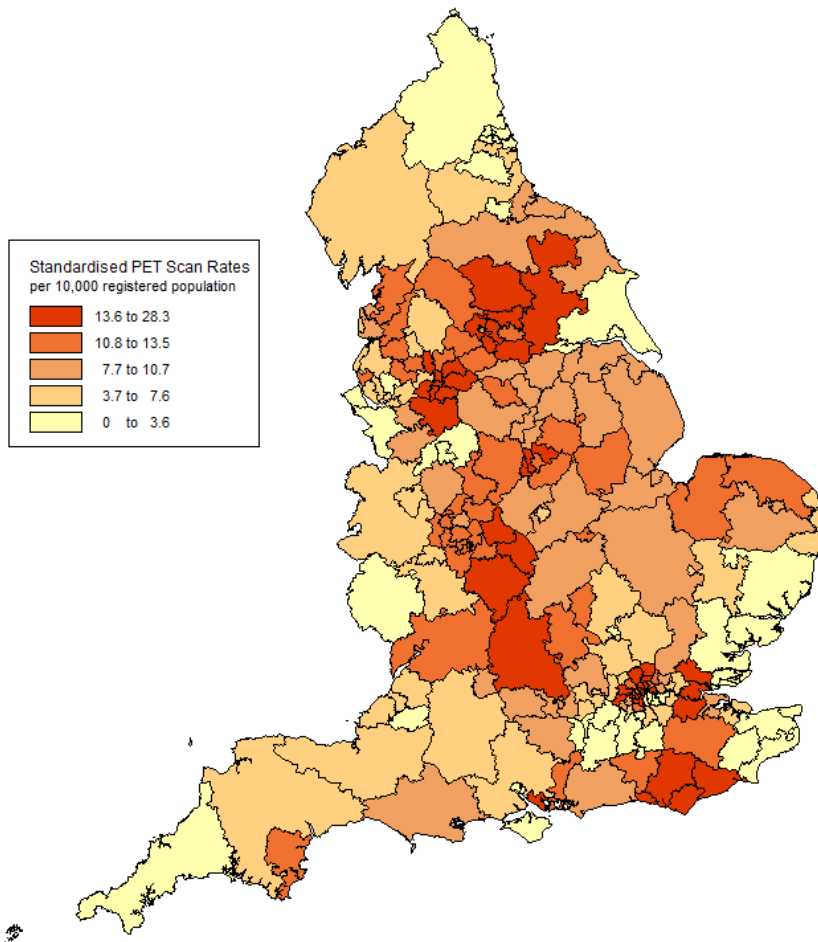 Standardised PET Scan Rates
per 10,000 registered population
13.6 to 28.3
10.8 to 13.5
7.7 to 10.7
3.7 to 7.6
0 to 3.6